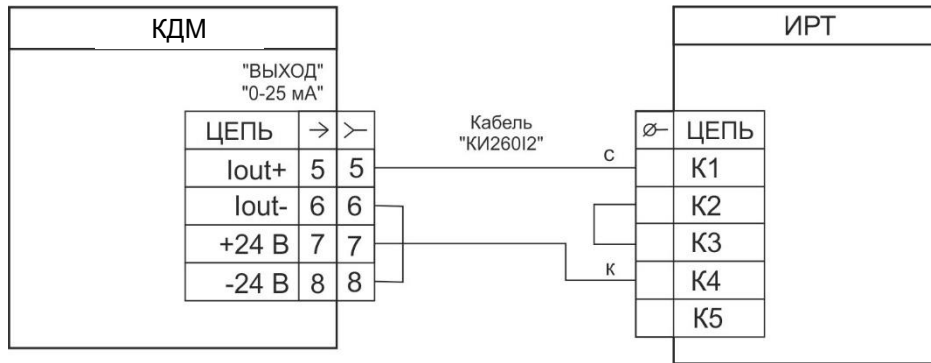 КДМ
ИРТ
"ВЫХОД"
"0-25 мА"
ЦЕПЬ
Iout+ 5 5
Iout- 6 6
+24 В 7 7
-24 В 8 8
Кабель
"КИ260I2"
с
к
ЦЕПЬ
К1
К2
К3
К4
К5